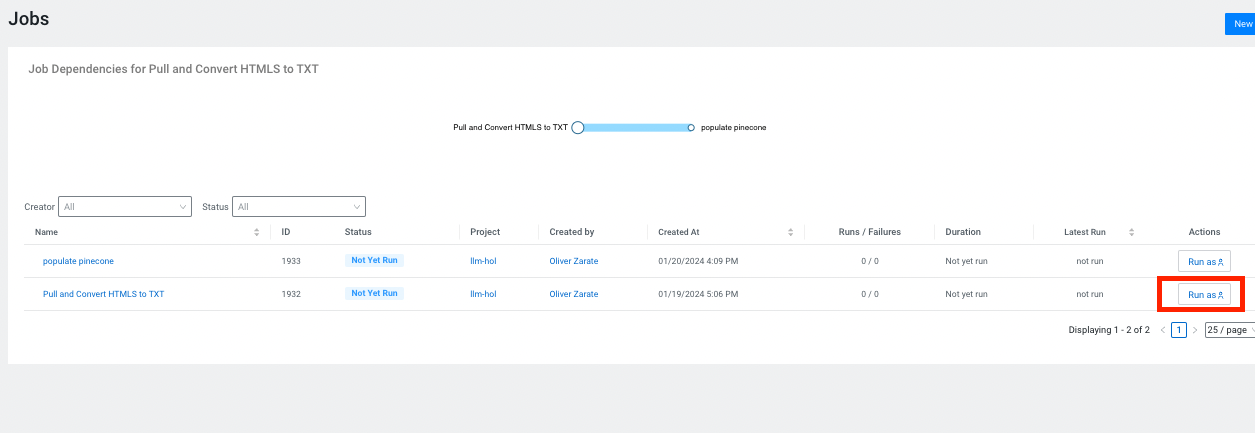 Jobs
New
Job Dependencies for Pull and Convert HTMLS to TXT
Pull and Convert HTMLS to TXT populate pinecone
Creator All Status All
Name ID Status Project Created by Created At Runs / Failures Duration Latest Run Actions
populate pinecone 1933 Not Yet Run llm-hol Oliver Zarate 01/20/2024 4:09 PM 0 / 0 Not yet run not run Run as
Pull and Convert HTMLS to TXT 1932 Not Yet Run llm-hol Oliver Zarate 01/19/2024 5:06 PM 0 / 0 Not yet run not run Run as
Displaying 1 - 2 of 2 1 25 / page